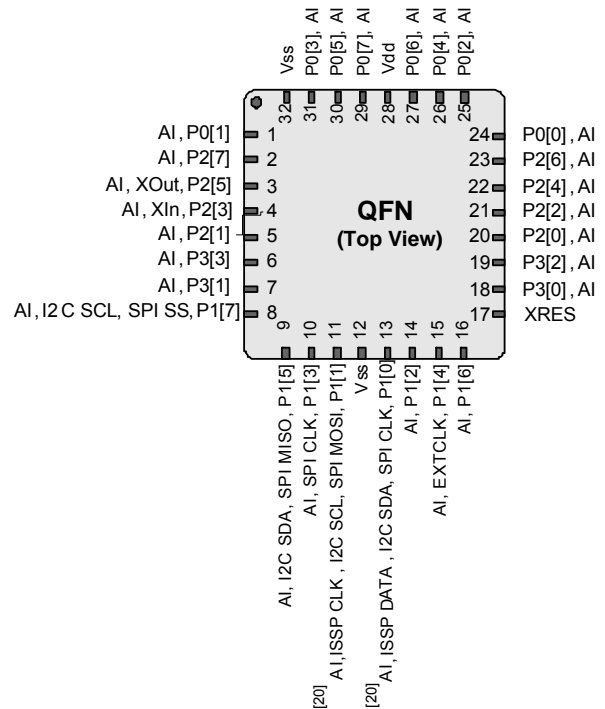 Vss
P0[3], AI
P0[5], AI
P0[7], AI
Vdd
P0[6], AI
P0[4], AI
P0[2], AI
32
31
30
29
28
27
26
25
AI, P0[1]
1
AI, P2[7]
2
AI, XOut, P2[5]
3
AI, XIn, P2[3]
4
AI, P2[1]
5
AI, P3[3]
6
AI, P3[1]
7
AI, I2C SCL, SPI SS, P1[7]
8
QFN
(Top View)
24
P0[0], AI
23
P2[6], AI
22
P2[4], AI
21
P2[2], AI
20
P2[0], AI
19
P3[2], AI
18
P3[0], AI
17
XRES
9
10
11
12
13
14
15
16
AI, I2C SDA, SPI MISO, P1[5]
AI, SPI CLK, P1[3]
[20] AI, ISSP CLK, I2C SCL, SPI MOSI, P1[1]
Vss
[20] AI, ISSP DATA, I2C SDA, SPI CLK, P1[0]
AI, P1[2]
AI, EXTCLK, P1[4]
AI, P1[6]